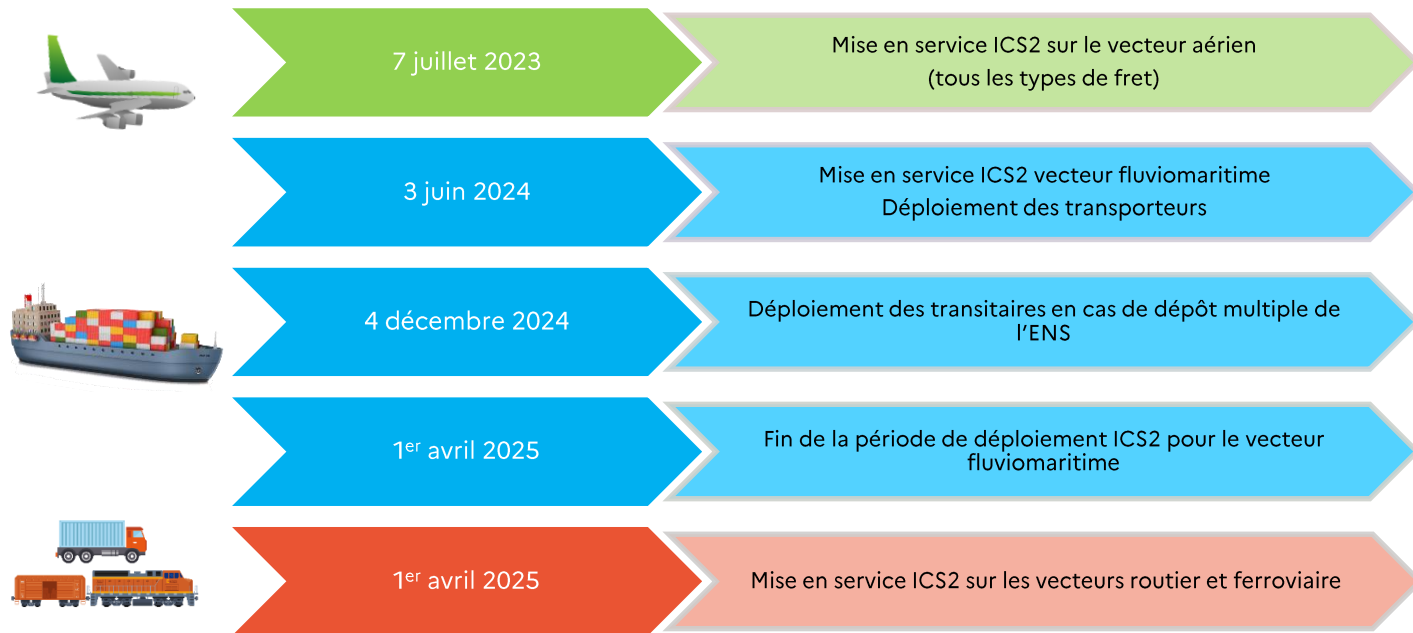 7 juillet 2023
Mise en service ICS2 sur le vecteur aérien
(tous les types de fret)
3 juin 2024
Mise en service ICS2 vecteur fluviomaritime
Déploiement des transporteurs
4 décembre 2024
Déploiement des transitaires en cas de dépôt multiple de
l’ENS
1er avril 2025
Fin de la période de déploiement ICS2 pour le vecteur
fluviomaritime
1er avril 2025
Mise en service ICS2 sur les vecteurs routier et ferroviaire